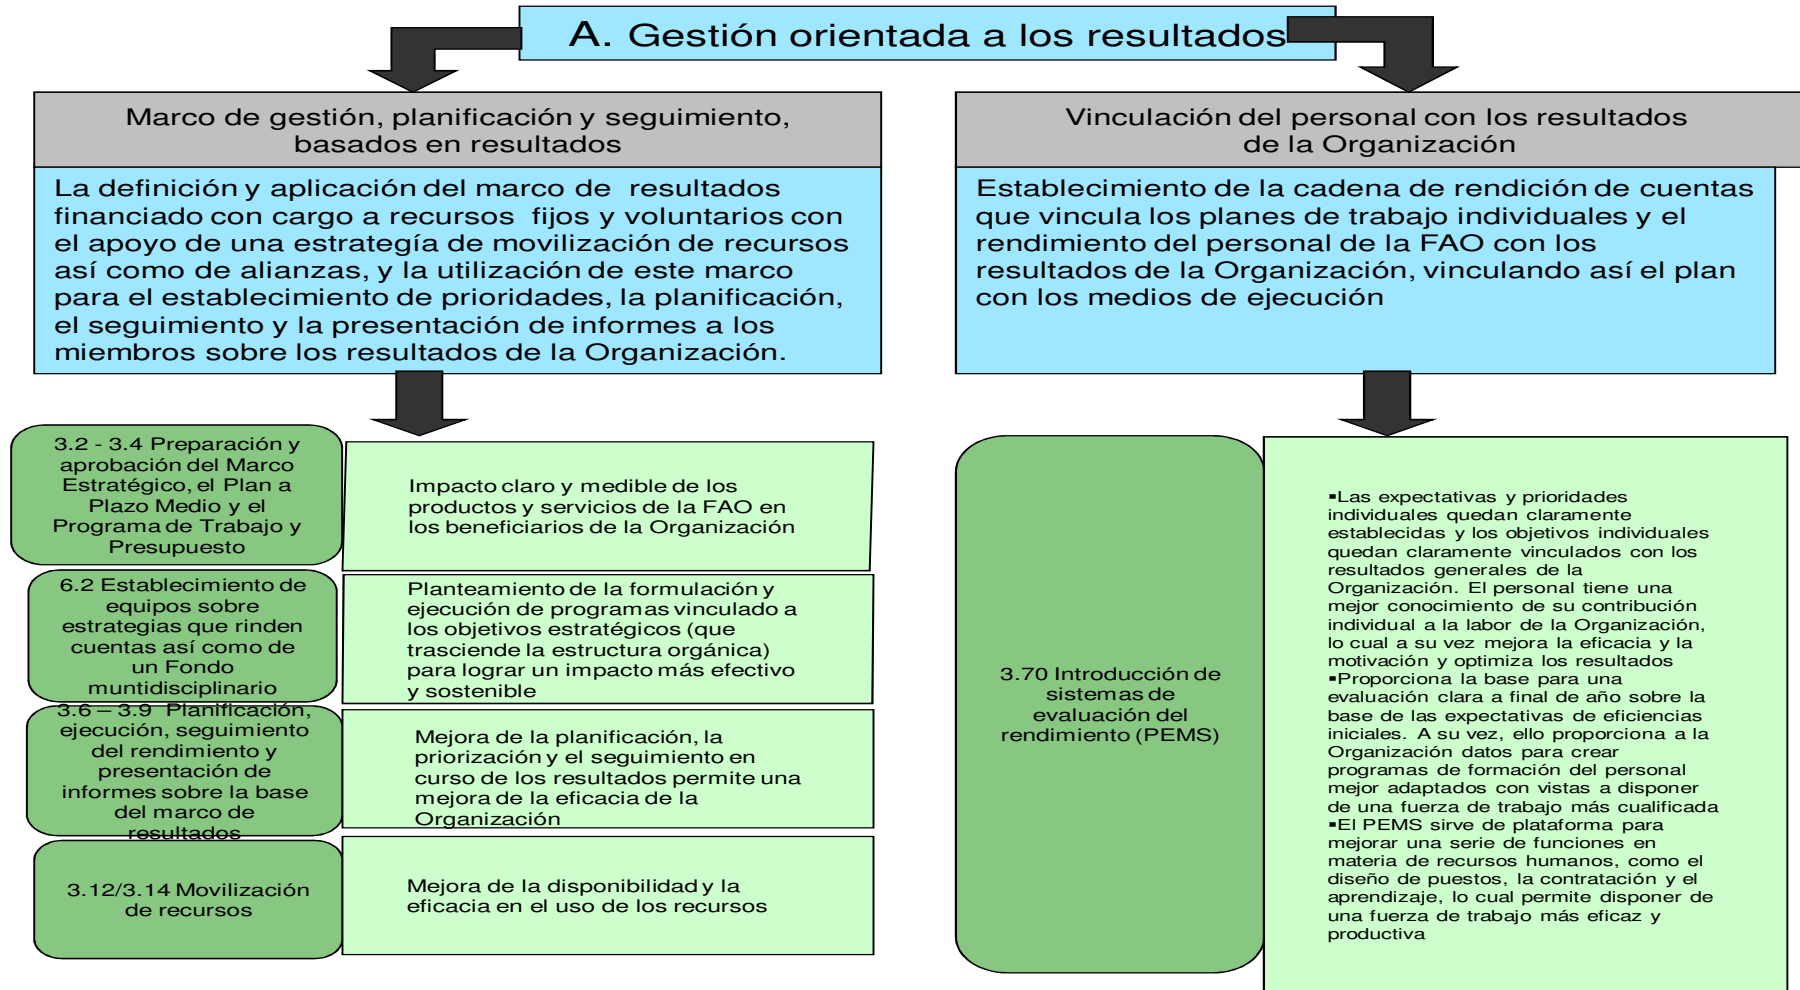 A. Gestión orientada a los resultados
Marco de gestión, planificación y seguimiento,
basados en resultados
La definición y aplicación del marco de resultados
financiado con cargo a recursos fijos y voluntarios con
el apoyo de una estrategía de movilización de recursos
así como de alianzas, y la utilización de este marco
para el establecimiento de prioridades, la planificación,
el seguimiento y la presentación de informes a los
miembros sobre los resultados de la Organización.
3.2 - 3.4 Preparación y
aprobación del Marco
Estratégico, el Plan a
Plazo Medio y el
Programa de Trabajo y
Presupuesto
Impacto claro y medible de los
productos y servicios de la FAO en
los beneficiarios de la Organización
6.2 Establecimiento de
equipos sobre
estrategias que rinden
cuentas así como de
un Fondo
muntidisciplinario
Planteamiento de la formulación y
ejecución de programas vinculado a
los objetivos estratégicos (que
trasciende la estructura orgánica)
para lograr un impacto más efectivo
y sostenible
3.6 – 3.9 Planificación,
ejecución, seguimiento
del rendimiento y
presentación de
informes sobre la base
del marco de
resultados
Mejora de la planificación, la
priorización y el seguimiento en
curso de los resultados permite una
mejora de la eficacia de la
Organización
3.12/3.14 Movilización
de recursos
Mejora de la disponibilidad y la
eficacia en el uso de los recursos
Vinculación del personal con los resultados
de la Organización
Establecimiento de la cadena de rendición de cuentas
que vincula los planes de trabajo individuales y el
rendimiento del personal de la FAO con los
resultados de la Organización, vinculando así el plan
con los medios de ejecución
3.70 Introducción de
sistemas de
evaluación del
rendimiento (PEMS)
▪Las expectativas y prioridades
individuales quedan claramente
establecidas y los objetivos individuales
quedan claramente vinculados con los
resultados generales de la
Organización. El personal tiene una
mejor conocimiento de su contribución
individual a la labor de la Organización,
lo cual a su vez mejora la eficacia y la
motivación y optimiza los resultados
▪Proporciona la base para una
evaluación clara a final de año sobre la
base de las expectativas de eficiencias
iniciales. A su vez, ello proporciona a la
Organización datos para crear
programas de formación del personal
mejor adaptados con vistas a disponer
de una fuerza de trabajo más cualificada
▪El PEMS sirve de plataforma para
mejorar una serie de funciones en
materia de recursos humanos, como el
diseño de puestos, la contratación y el
aprendizaje, lo cual permite disponer de
una fuerza de trabajo más eficaz y
productiva